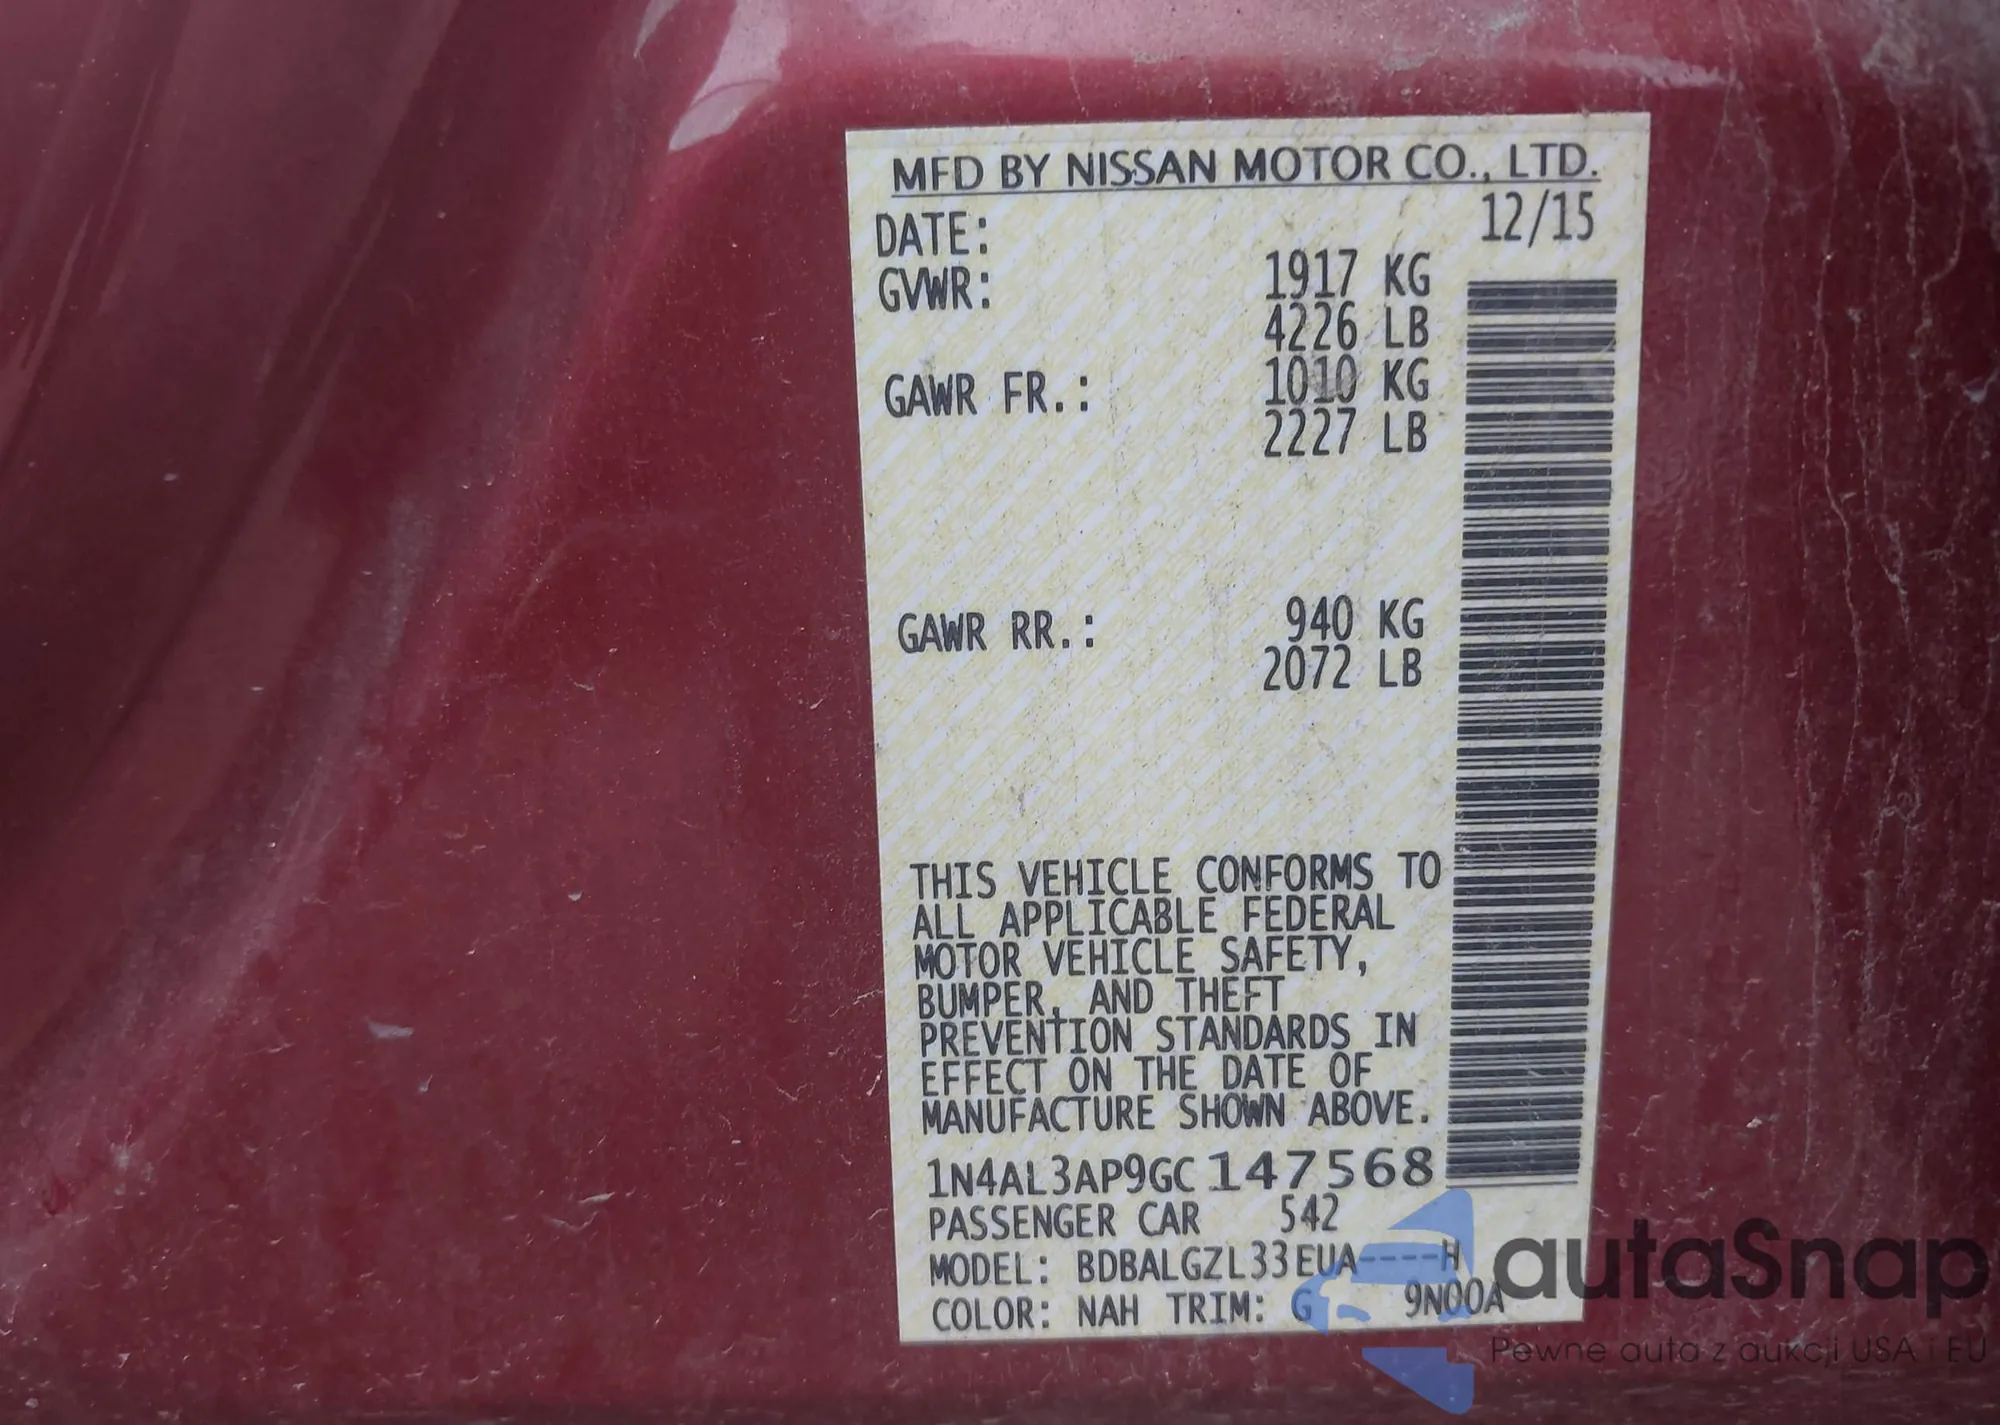 MFD BY NISSAN MOTOR CO., LTD.
DATE: 12/15
GVWR: 1917 KG
4226 LB
GAWR FR.: 1010 KG
2227 LB
GAWR RR.: 940 KG
2072 LB
THIS VEHICLE CONFORMS TO
ALL APPLICABLE FEDERAL
MOTOR VEHICLE SAFETY,
BUMPER, AND THEFT
PREVENTION STANDARDS IN
EFFECT ON THE DATE OF
MANUFACTURE SHOWN ABOVE.
1N4AL3AP9GC147568
PASSENGER CAR 542
MODEL: BDBALGZL33EUA----H
COLOR: NAH TRIM: G 9N00A
autaSnap
Pewne auta z aukcji USA i EU